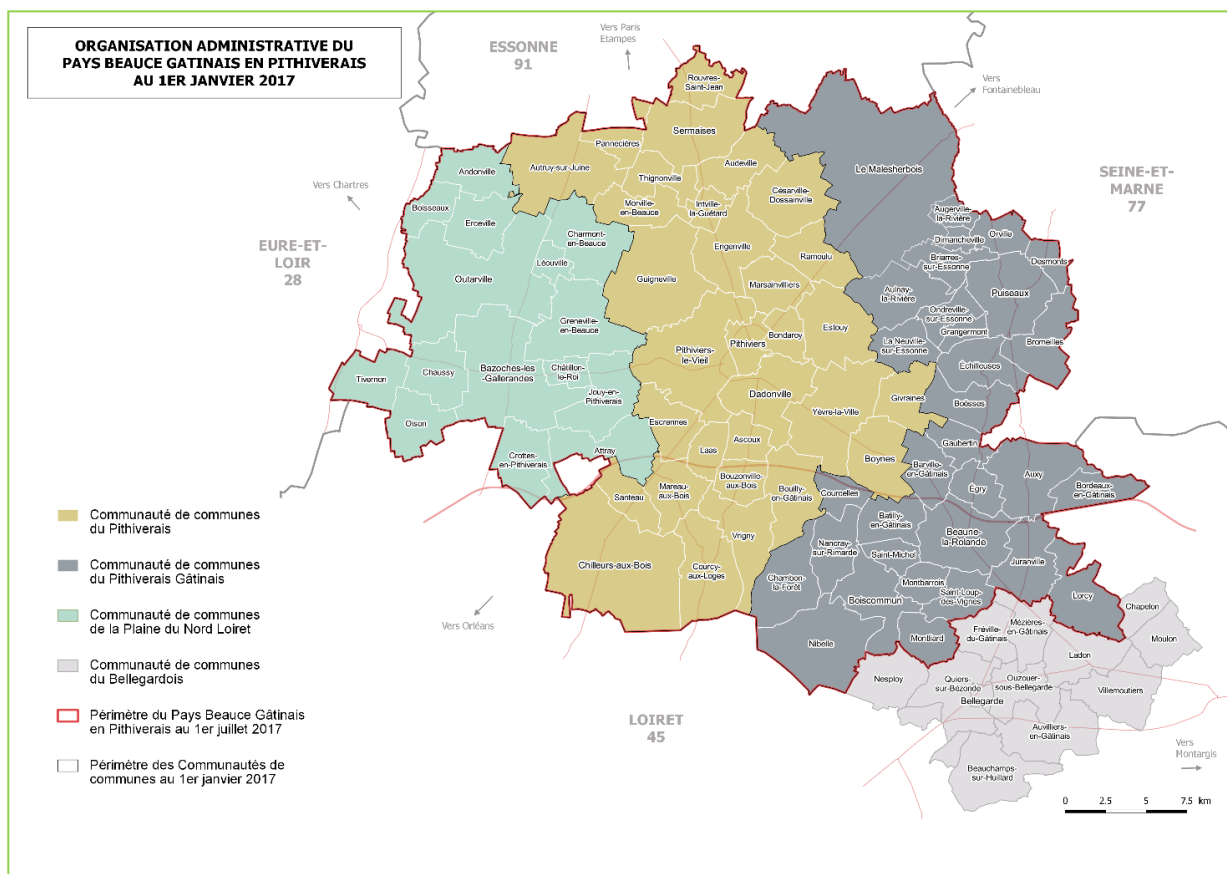 ORGANISATION ADMINISTRATIVE DU
PAYS BEAUCE GATINAIS EN PITHIVERAIS
AU 1ER JANVIER 2017
ESSONNE
91
Vers Paris
Etampes
Vers
Fontainebleau
SEINE-ET-
MARNE
77
Vers Chartres
EURE-ET-
LOIR
28
Rouvres-
Saint-Jean
Sermaises
Pannecières
Autruy-sur-Juine
Audeville
Thignonville
Césarville-
Dossainville
Morville-
en-Beauce
Intville-
la-Guétard
Le Malesherbois
Andonville
Boisseaux
Erceville
Charmont-
en-Beauce
Léouville
Outarville
Engenville
Ramoulu
Guigneville
Marsainvilliers
Augerville-
la-Rivière
Orville
Dimancheville
Briarres-
sur-Essonne
Desmonts
Aulnay-
la-Rivière
Puiseaux
Ondreville-
sur-Essonne
Grangermont
La Neuville-
sur-Essonne
Bromeilles
Échilleuses
Boësses
Greneville-
en-Beauce
Estouy
Bondaroy
Pithiviers
Pithiviers-
le-Vieil
Bazoches-les
-Gallerandes
Châtillon-
le-Roi
Chaussy
Tivernon
Jouy-en-
Pithiverais
Oison
Dadonville
Givraines
Yèvre-la-Ville
Escrennes
Ascoux
Laas
Attray
Crottes-
en-Pithiverais
Boynes
Gaubertin
Barville-
en-Gâtinais
Égry
Auxy
Bordeaux-
en-Gâtinais
Santeau
Mareau-
aux-Bois
Bouzonville-
aux-Bois
Bouilly-
en-Gâtinais
Courcelles
Batilly-
en-Gâtinais
Beaune-
la-Rolande
Vrigny
Nancray-
sur-Rimarde
Saint-Michel
Juranville
Chilleurs-aux-Bois
Courcy-
aux-Loges
Chambon-
la-Forêt
Montbarrois
Saint-Loup-
des-Vignes
Boiscommun
Lorcy
Chapelon
Nibelle
Montliard
Fréville-
du-Gâtinais
Mézières-
en-Gâtinais
Moulon
Ladon
Nesploy
Quiers-
sur-Bézonde
Ouzouer-
sous-Bellegarde
Bellegarde
Villemoutiers
Auvilliers-
en-Gâtinais
Beauchamps-
sur-Huillard
Vers Orléans
LOIRET
45
Vers
Montargis
Communauté de communes
du Pithiverais
Communauté de communes
du Pithiverais Gâtinais
Communauté de communes
de la Plaine du Nord Loiret
Communauté de communes
du Bellegardois
Périmètre du Pays Beauce Gâtinais
en Pithiverais au 1er juillet 2017
Périmètre des Communautés de
communes au 1er janvier 2017
0 2.5 5 7.5 km